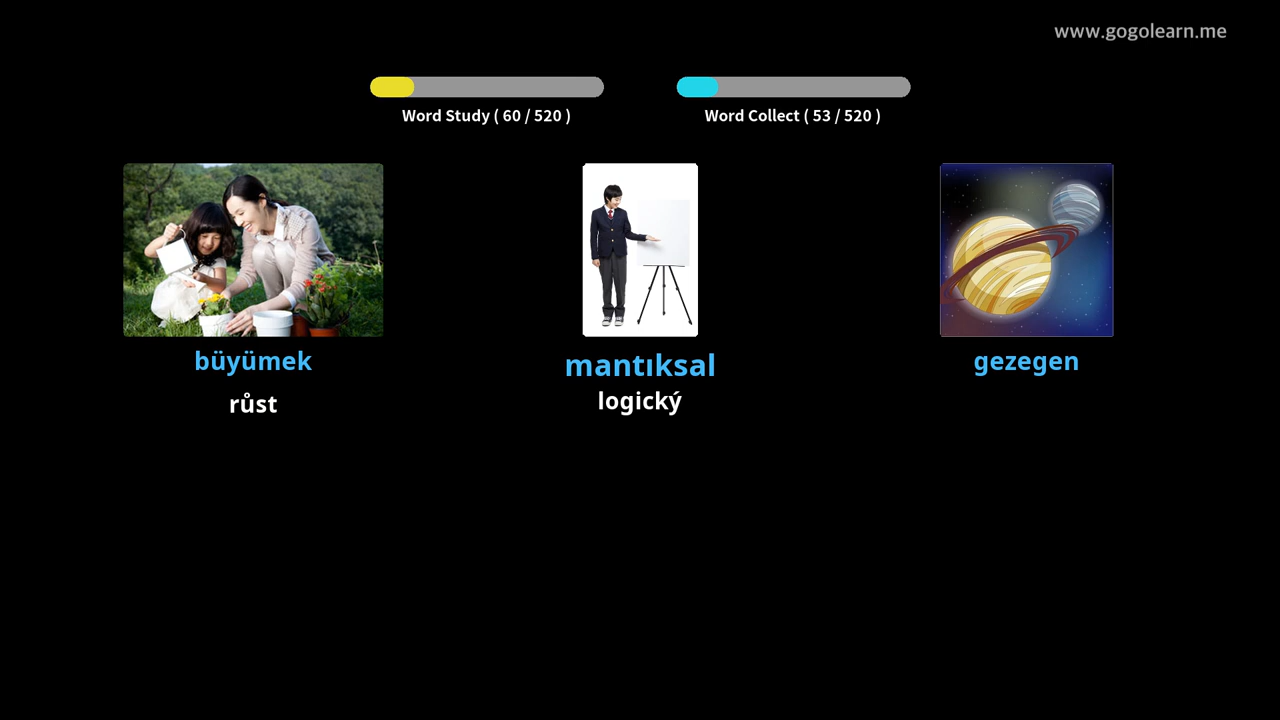 www.gogolearn.me
Word Study ( 60 / 520 )
Word Collect ( 53 / 520 )
büyümek
mantıksal
gezegen
růst
logický